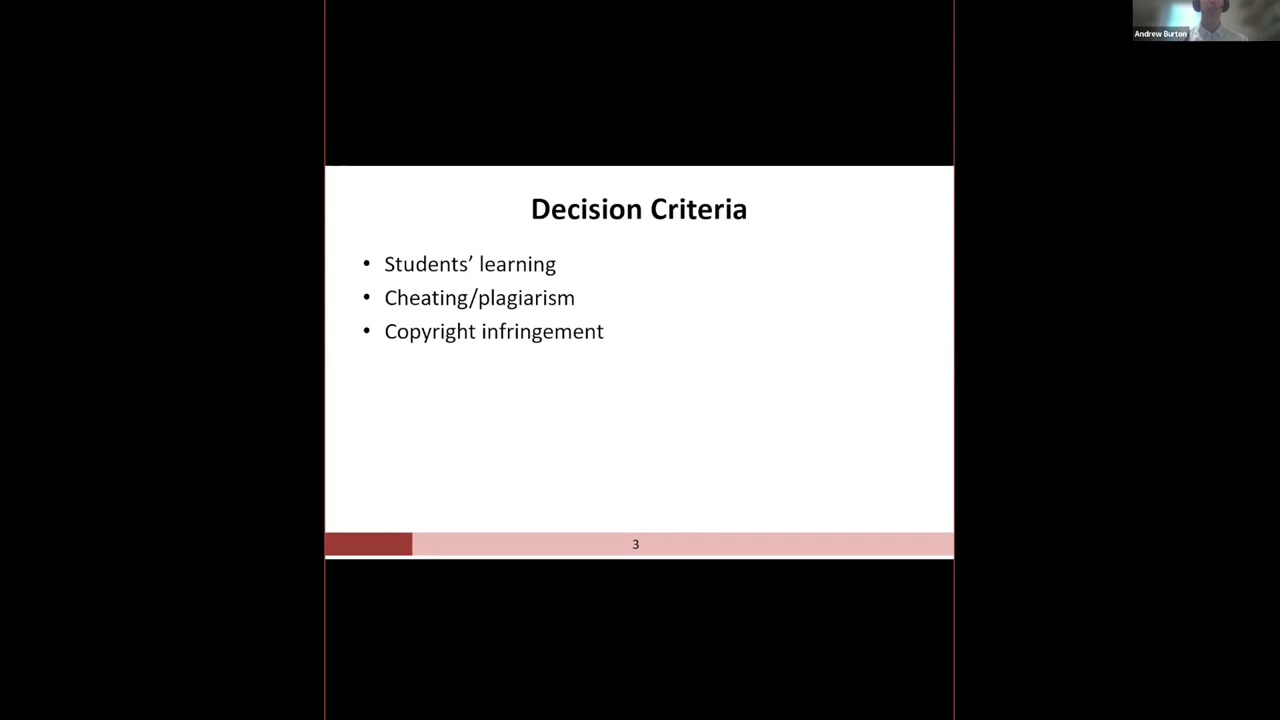 Andrew Burton
Decision Criteria
• Students’ learning
• Cheating/plagiarism
• Copyright infringement
3